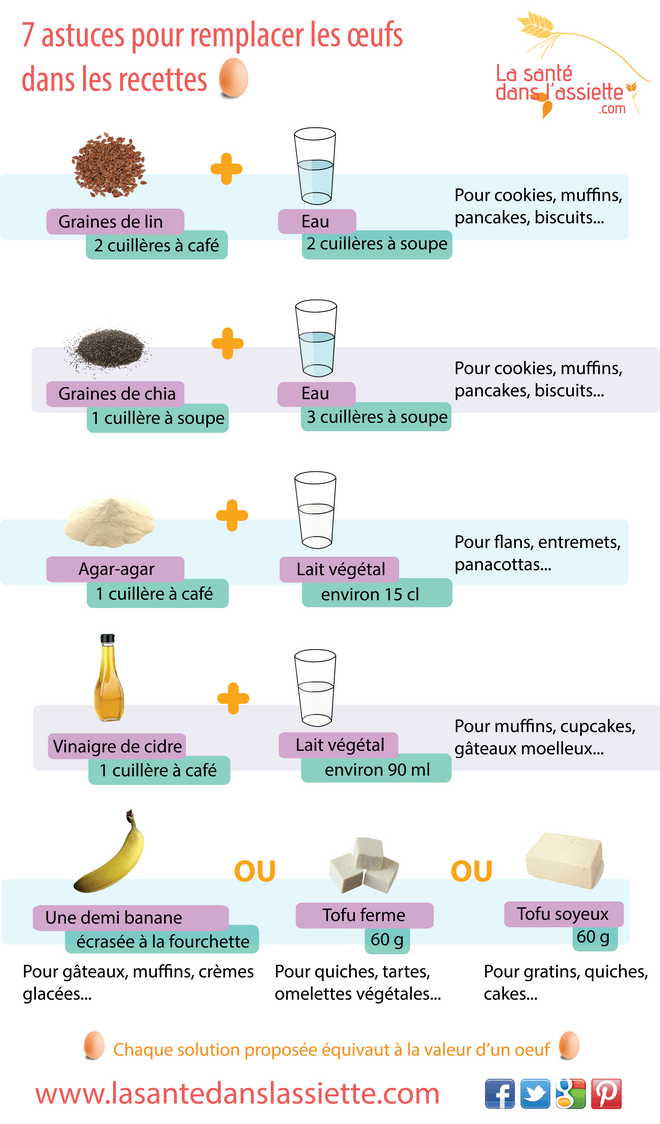 7 astuces pour remplacer les œufs
dans les recettes
La santé
dans l'assiette
.com
Graines de lin
2 cuillères à café
Eau
2 cuillères à soupe
Pour cookies, muffins,
pancakes, biscuits...
Graines de chia
1 cuillère à soupe
Eau
3 cuillères à soupe
Pour cookies, muffins,
pancakes, biscuits...
Agar-agar
1 cuillère à café
Lait végétal
environ 15 cl
Pour flans, entremets,
panacottas...
Vinaigre de cidre
1 cuillère à café
Lait végétal
environ 90 ml
Pour muffins, cupcakes,
gâteaux moelleux...
OU
OU
Une demi banane
écrasée à la fourchette
Tofu ferme
60 g
Tofu soyeux
60 g
Pour gâteaux, muffins, crèmes
glacées...
Pour quiches, tartes,
omelettes végétales...
Pour gratins, quiches,
cakes...
Chaque solution proposée équivaut à la valeur d'un oeuf
www.lasantedanslassiette.com